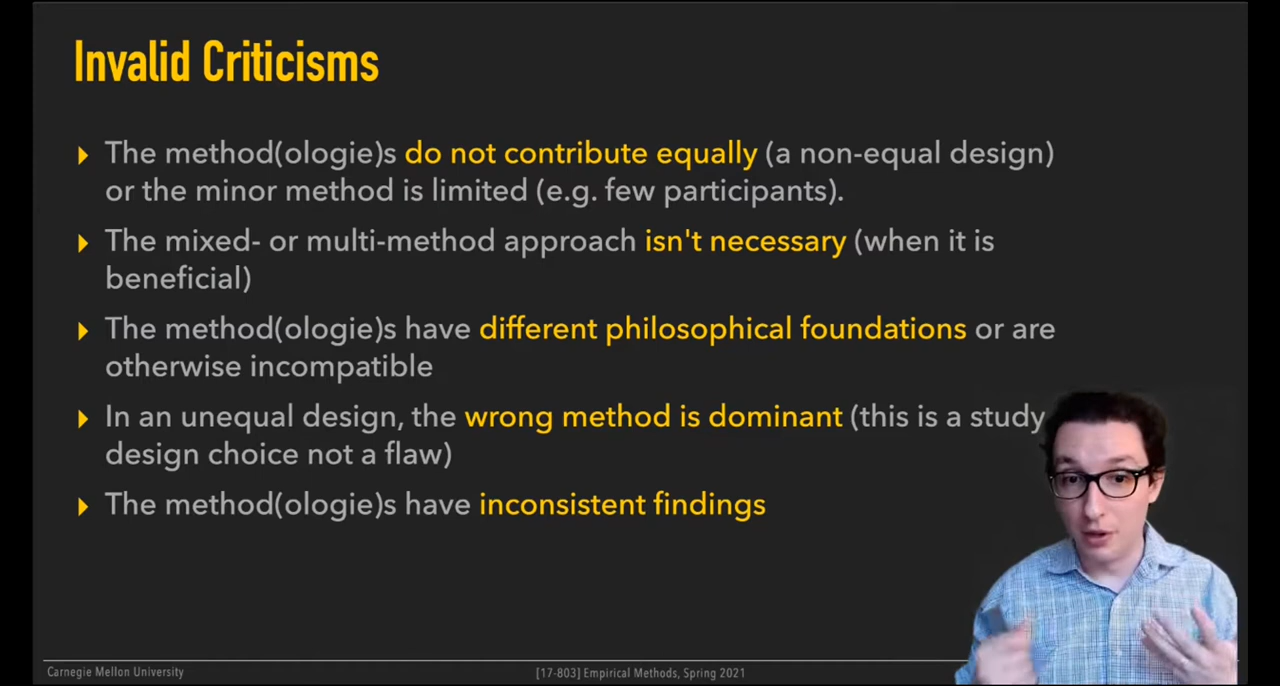 Invalid Criticisms
The method(ologie)s do not contribute equally (a non-equal design)
or the minor method is limited (e.g. few participants).
The mixed- or multi-method approach isn't necessary (when it is
beneficial)
The method(ologie)s have different philosophical foundations or are
otherwise incompatible
In an unequal design, the wrong method is dominant (this is a study
design choice not a flaw)
The method(ologie)s have inconsistent findings
Carnegie Mellon University
[17-803] Empirical Methods, Spring 2021